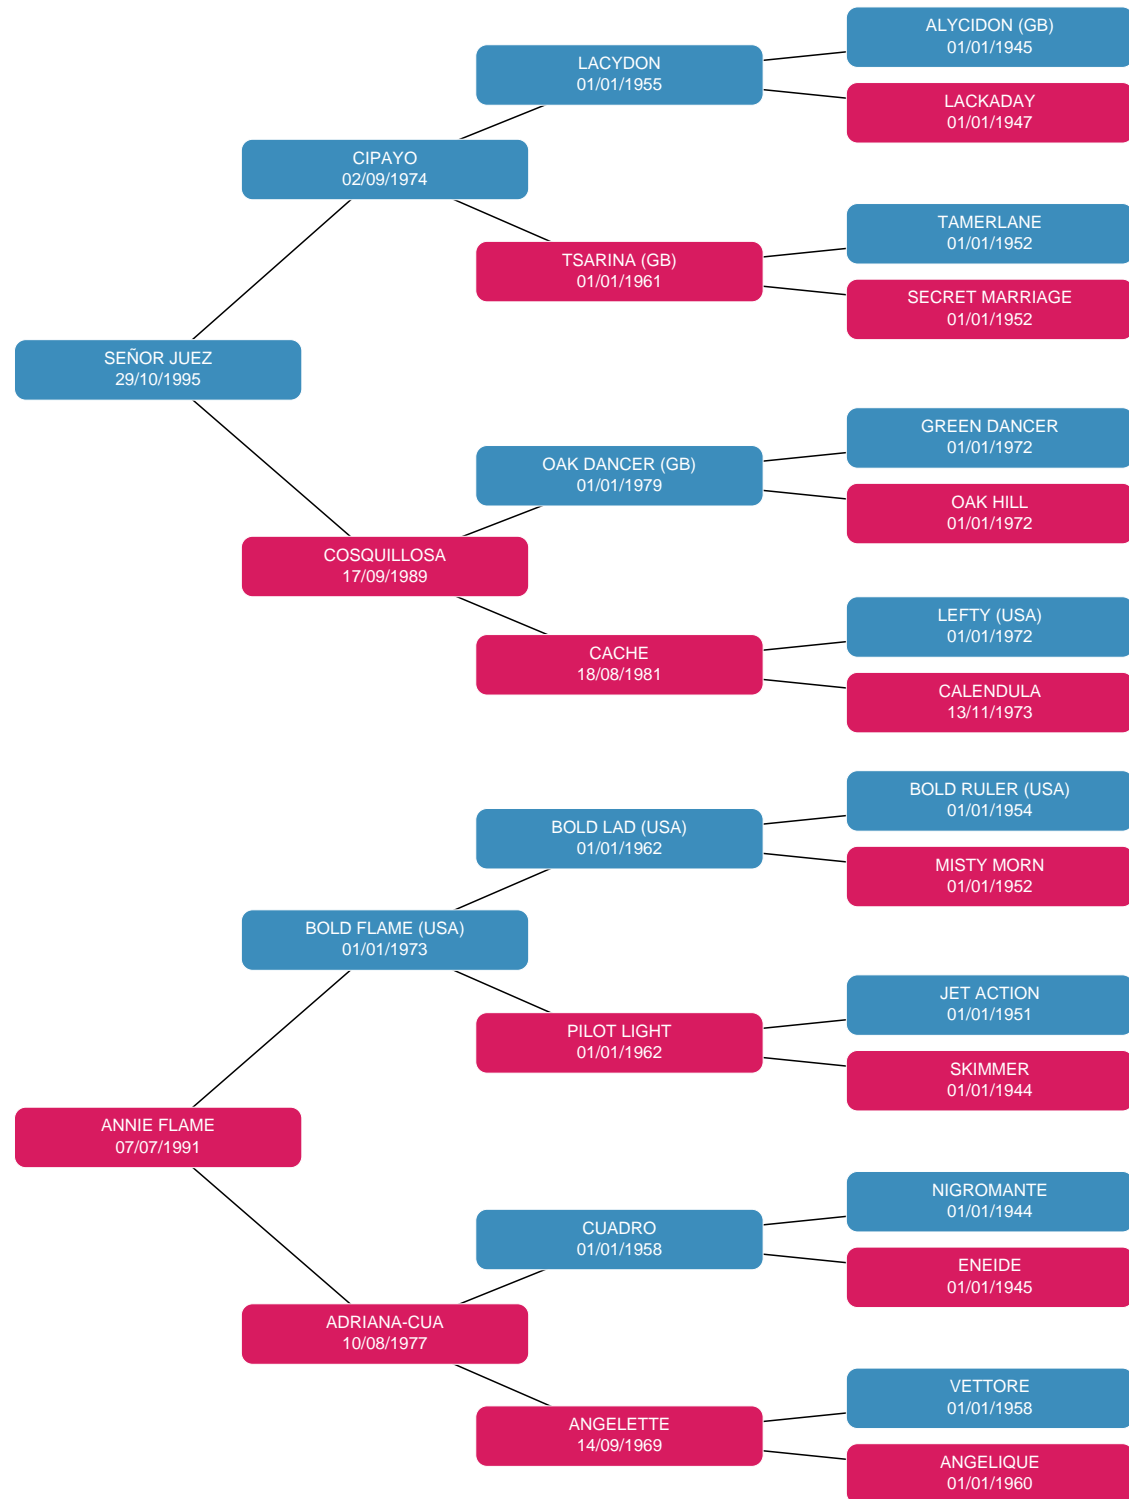 ALYCIDON (GB)
01/01/1945
LACYDON
01/01/1955
LACKADAY
01/01/1947
CIPAYO
02/09/1974
TAMERLANE
01/01/1952
TSARINA (GB)
01/01/1961
SECRET MARRIAGE
01/01/1952
SEÑOR JUEZ
29/10/1995
GREEN DANCER
01/01/1972
OAK DANCER (GB)
01/01/1979
OAK HILL
01/01/1972
COSQUILLOSA
17/09/1989
LEFTY (USA)
01/01/1972
CACHE
18/08/1981
CALENDULA
13/11/1973
BOLD RULER (USA)
01/01/1954
BOLD LAD (USA)
01/01/1962
MISTY MORN
01/01/1952
BOLD FLAME (USA)
01/01/1973
JET ACTION
01/01/1951
PILOT LIGHT
01/01/1962
SKIMMER
01/01/1944
ANNIE FLAME
07/07/1991
NIGROMANTE
01/01/1944
CUADRO
01/01/1958
ENEIDE
01/01/1945
ADRIANA-CUA
10/08/1977
VETTORE
01/01/1958
ANGELETTE
14/09/1969
ANGELIQUE
01/01/1960